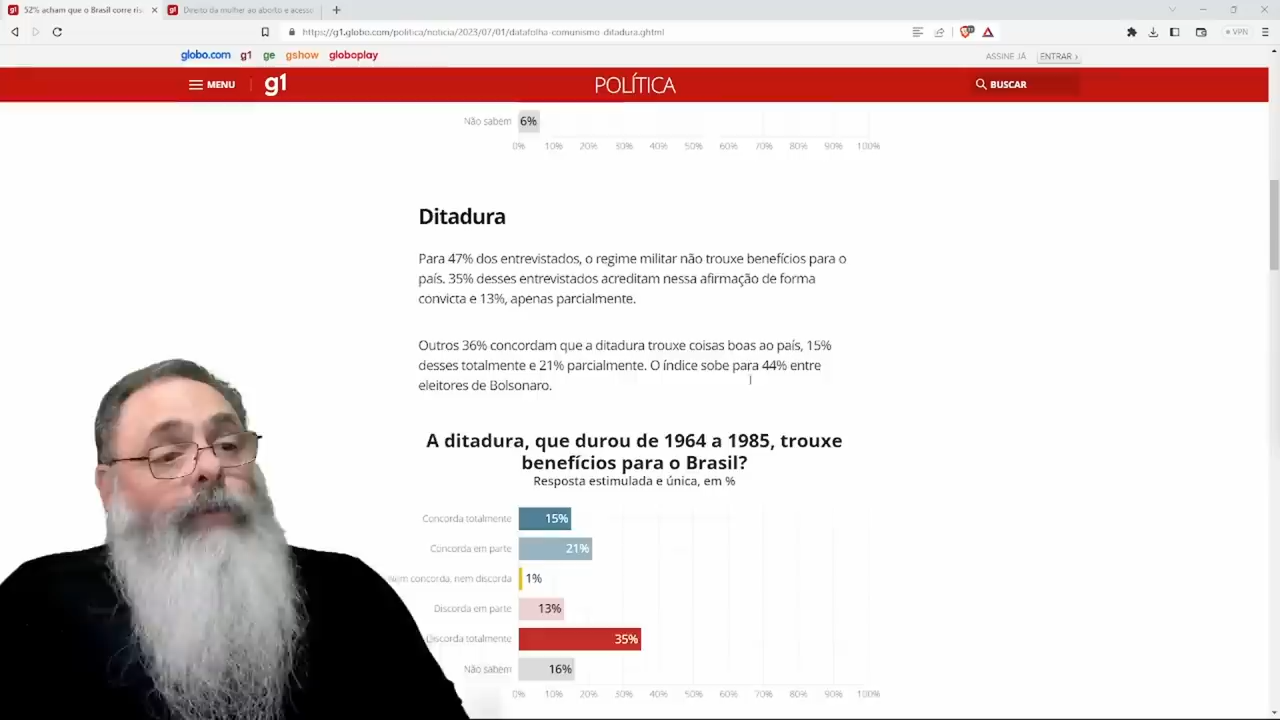 52% acham que o Brasil corre ris
Direito da mulher ao aborto e acesso
https://g1.globo.com/politica/noticia/2023/07/01/datafolha-comunismo-ditadura.ghtml
VPN
globo.com g1 ge gshow globoplay
ASSINE JÁ ENTRAR
MENU g1 POLÍTICA BUSCAR
Não sabem 6%
0% 10% 20% 30% 40% 50% 60% 70% 80% 90% 100%
Ditadura
Para 47% dos entrevistados, o regime militar não trouxe benefícios para o
país. 35% desses entrevistados acreditam nessa afirmação de forma
convicta e 13%, apenas parcialmente.
Outros 36% concordam que a ditadura trouxe coisas boas ao país, 15%
desses totalmente e 21% parcialmente. O índice sobe para 44% entre
eleitores de Bolsonaro.
A ditadura, que durou de 1964 a 1985, trouxe
benefícios para o Brasil?
Resposta estimulada e única, em %
Concorda totalmente 15%
Concorda em parte 21%
Nem concorda, nem discorda 1%
Discorda em parte 13%
Discorda totalmente 35%
Não sabem 16%
0% 10% 20% 30% 40% 50% 60% 70% 80% 90% 100%